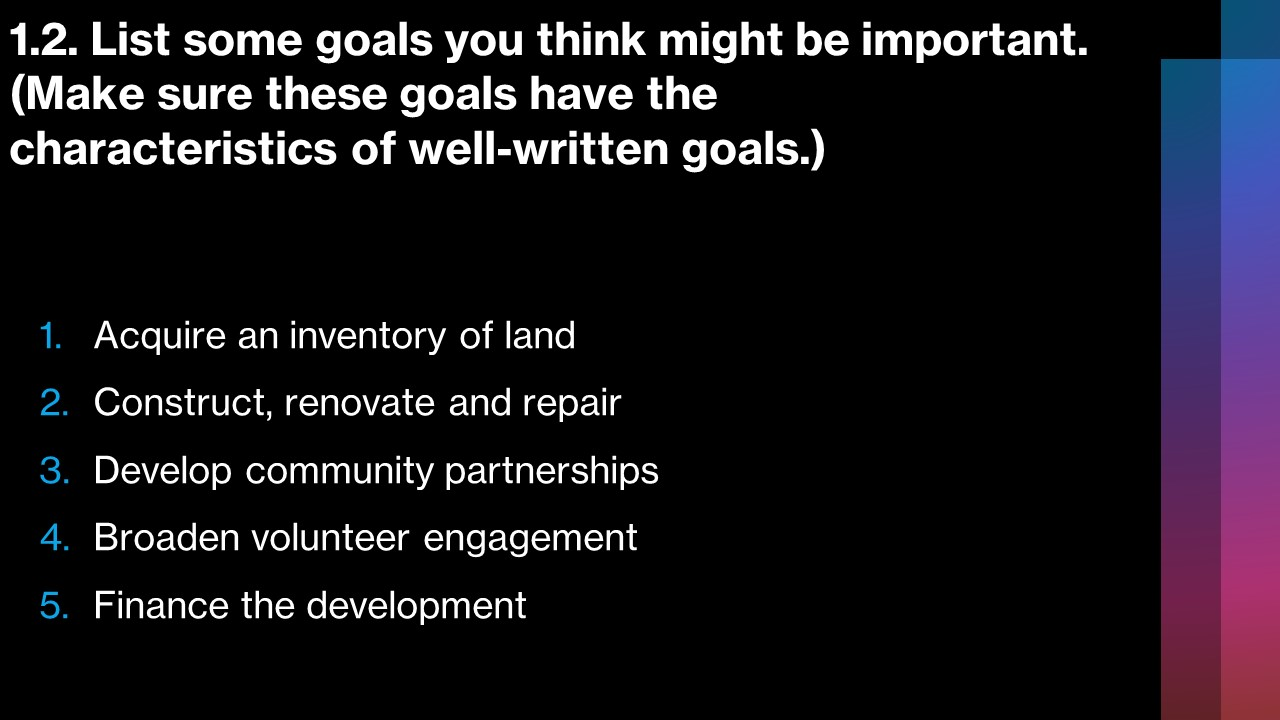 1.2. List some goals you think might be important.
(Make sure these goals have the
characteristics of well-written goals.)
1. Acquire an inventory of land
2. Construct, renovate and repair
3. Develop community partnerships
4. Broaden volunteer engagement
5. Finance the development